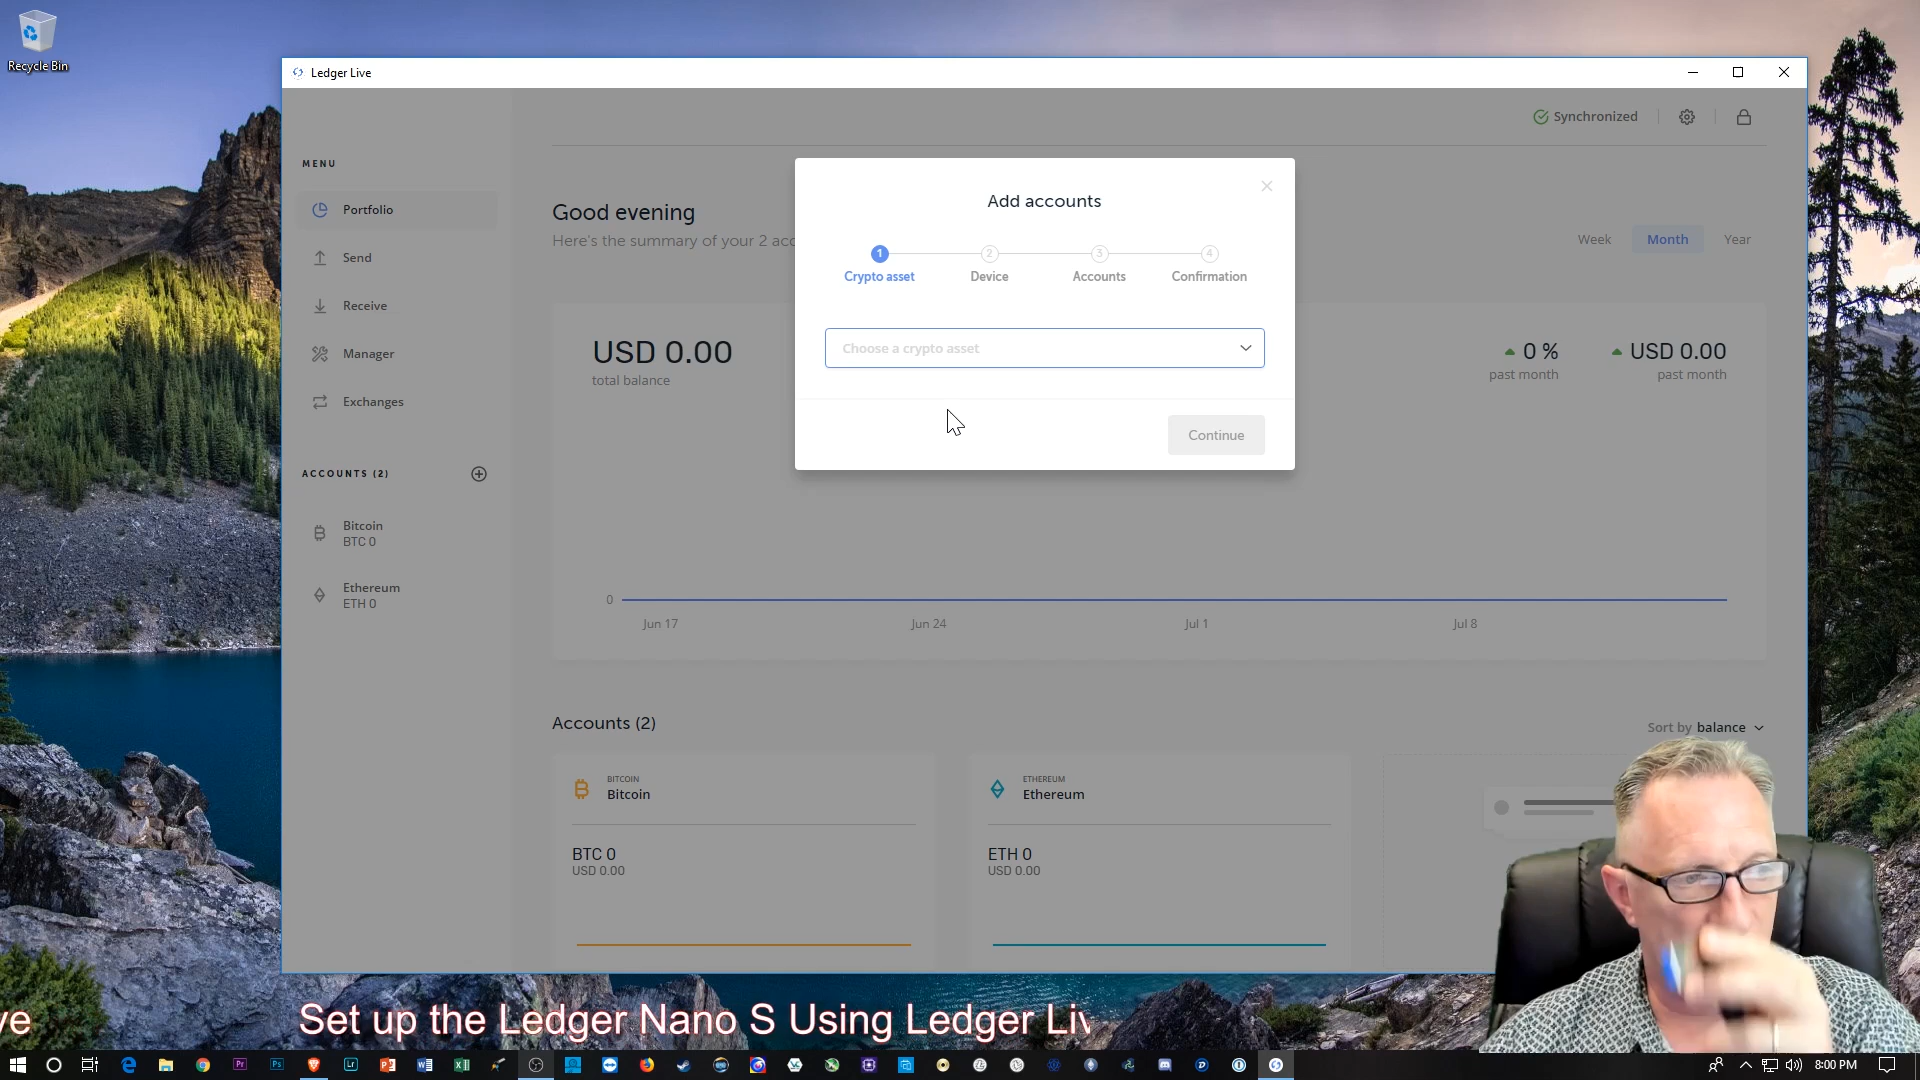 Recycle Bin
Ledger Live
Synchronized
MENU
Portfolio
Send
Receive
Manager
Exchanges
ACCOUNTS (2)
Bitcoin
BTC 0
Ethereum
ETH 0
Good evening
Here's the summary of your 2
Week
Month
Year
Add accounts
1
2
3
4
Crypto asset
Device
Accounts
Confirmation
Choose a crypto asset
Continue
USD 0.00
total balance
0 %
past month
USD 0.00
past month
0
Jun 17
Jun 24
Jul 1
Jul 8
Accounts (2)
Sort by balance
BITCOIN
Bitcoin
BTC 0
USD 0.00
ETHEREUM
Ethereum
ETH 0
USD 0.00
ve
Set up the Ledger Nano S Using Ledger Liv
8:00 PM